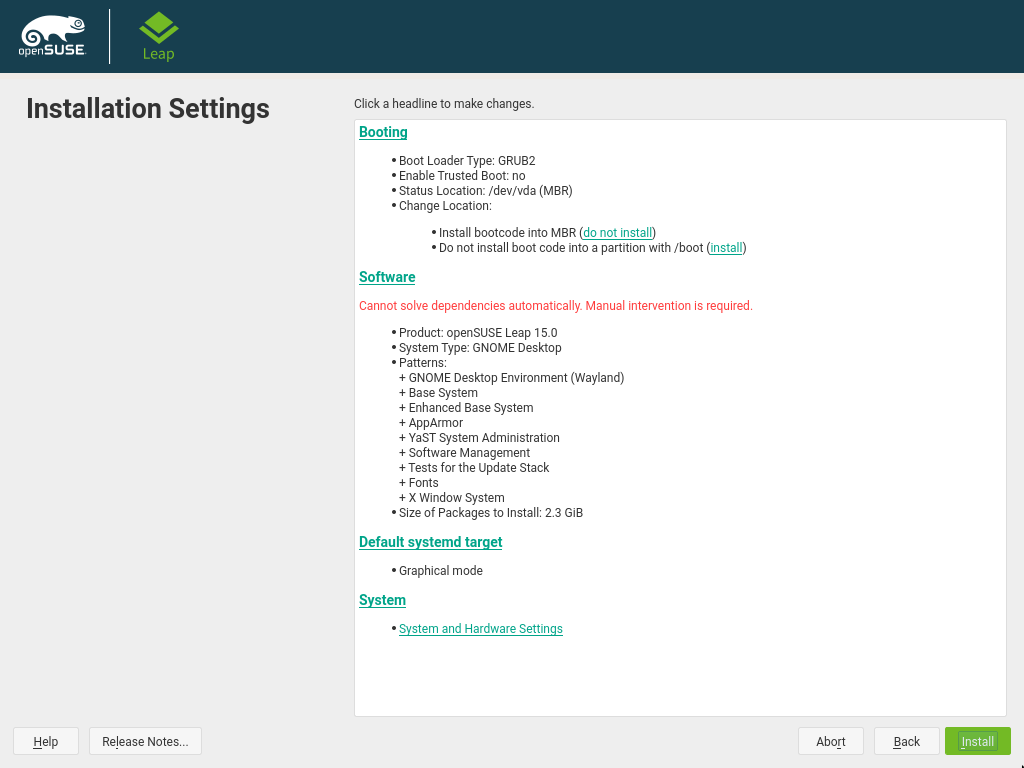 openSUSE.
Leap
Installation Settings
Click a headline to make changes.
Booting
• Boot Loader Type: GRUB2
• Enable Trusted Boot: no
• Status Location: /dev/vda (MBR)
• Change Location:
• Install bootcode into MBR (do not install)
• Do not install boot code into a partition with /boot (install)
Software
Cannot solve dependencies automatically. Manual intervention is required.
• Product: openSUSE Leap 15.0
• System Type: GNOME Desktop
• Patterns:
+ GNOME Desktop Environment (Wayland)
+ Base System
+ Enhanced Base System
+ AppArmor
+ YaST System Administration
+ Software Management
+ Tests for the Update Stack
+ Fonts
+ X Window System
• Size of Packages to Install: 2.3 GiB
Default systemd target
• Graphical mode
System
• System and Hardware Settings
Help
Release Notes...
Abort
Back
Install